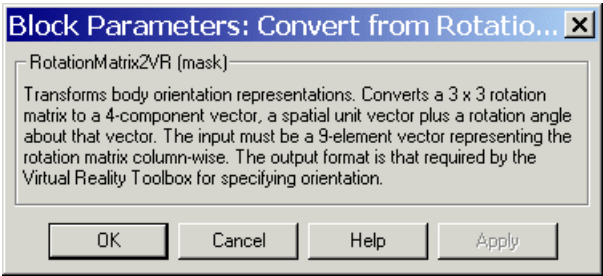 Block Parameters: Convert from Rotatio...
RotationMatrix2VR (mask)
Transforms body orientation representations. Converts a 3 x 3 rotation
matrix to a 4-component vector, a spatial unit vector plus a rotation angle
about that vector. The input must be a 9-element vector representing the
rotation matrix column-wise. The output format is that required by the
Virtual Reality Toolbox for specifying orientation.
OK Cancel Help Apply